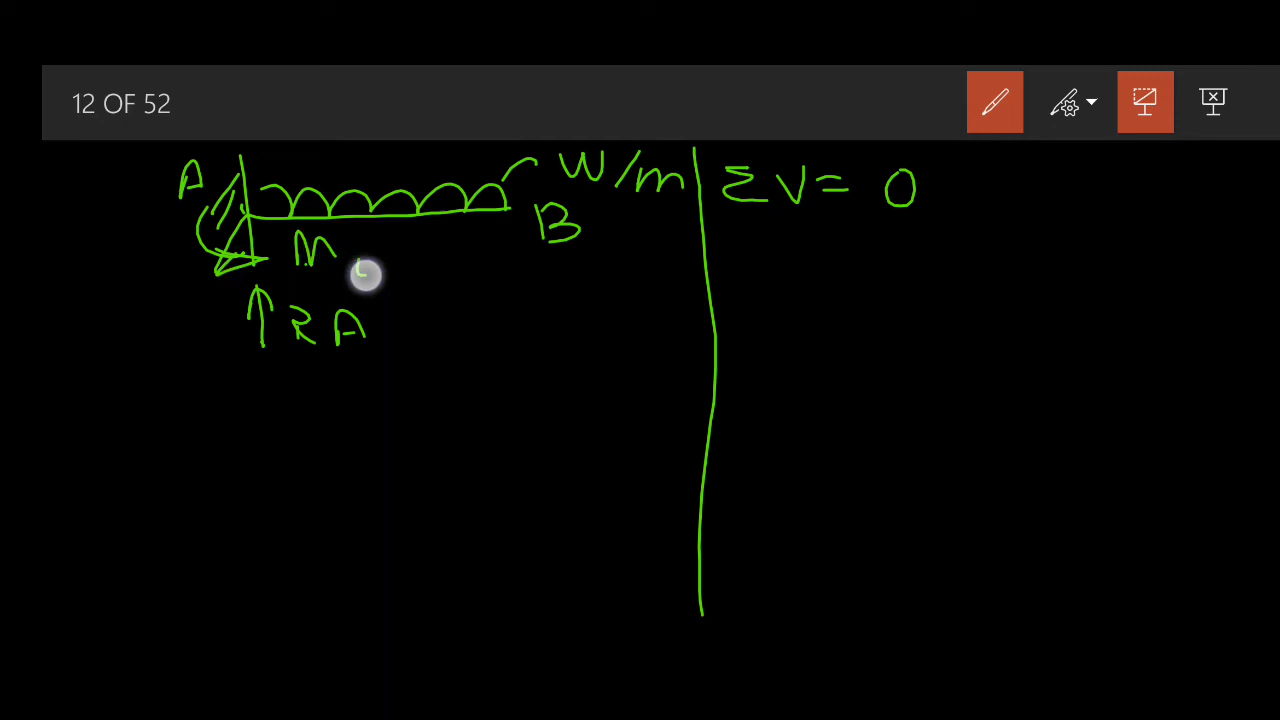 12 OF 52
A W/m
B
M
RA
ΣV = 0